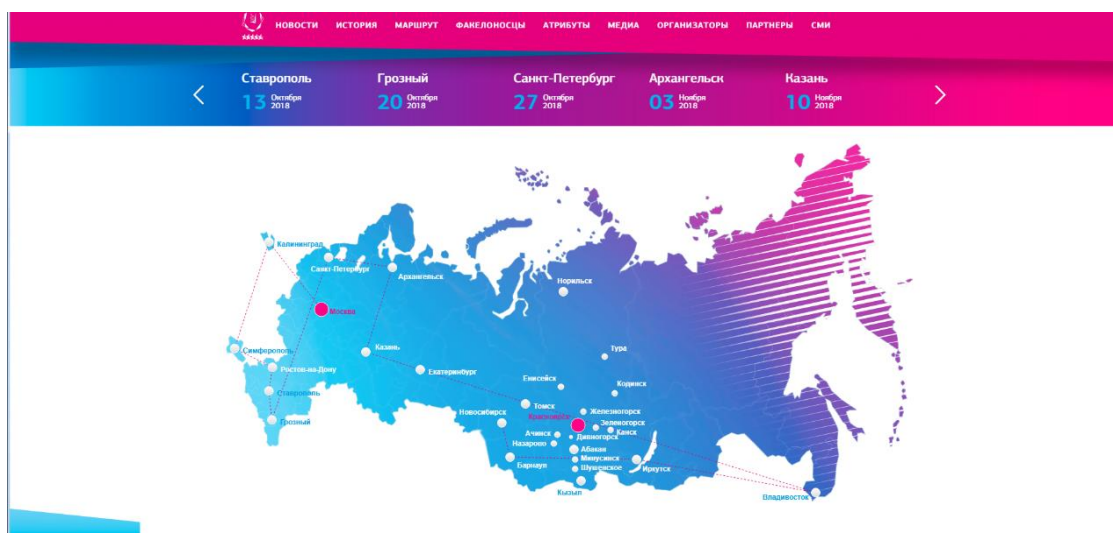 НОВОСТИ ИСТОРИЯ МАРШРУТ ФАКЕЛОНОСЦЫ АТРИБУТЫ МЕДИА ОРГАНИЗАТОРЫ ПАРТНЕРЫ СМИ
Ставрополь
13 Октября 2018
Грозный
20 Октября 2018
Санкт-Петербург
27 Октября 2018
Архангельск
03 Ноября 2018
Казань
10 Ноября 2018
Калининград
Санкт-Петербург
Архангельск
Норильск
Москва
Симферополь
Казань
Тура
Ростов-на-Дону
Екатеринбург
Енисейск
Кодинск
Ставрополь
Томск
Новосибирск
Красноярск
Железногорск
Грозный
Зеленогорск
Канск
Ачинск
Дивногорск
Назарово
Абакан
Минусинск
Барнаул
Шушенское
Иркутск
Кызыл
Владивосток